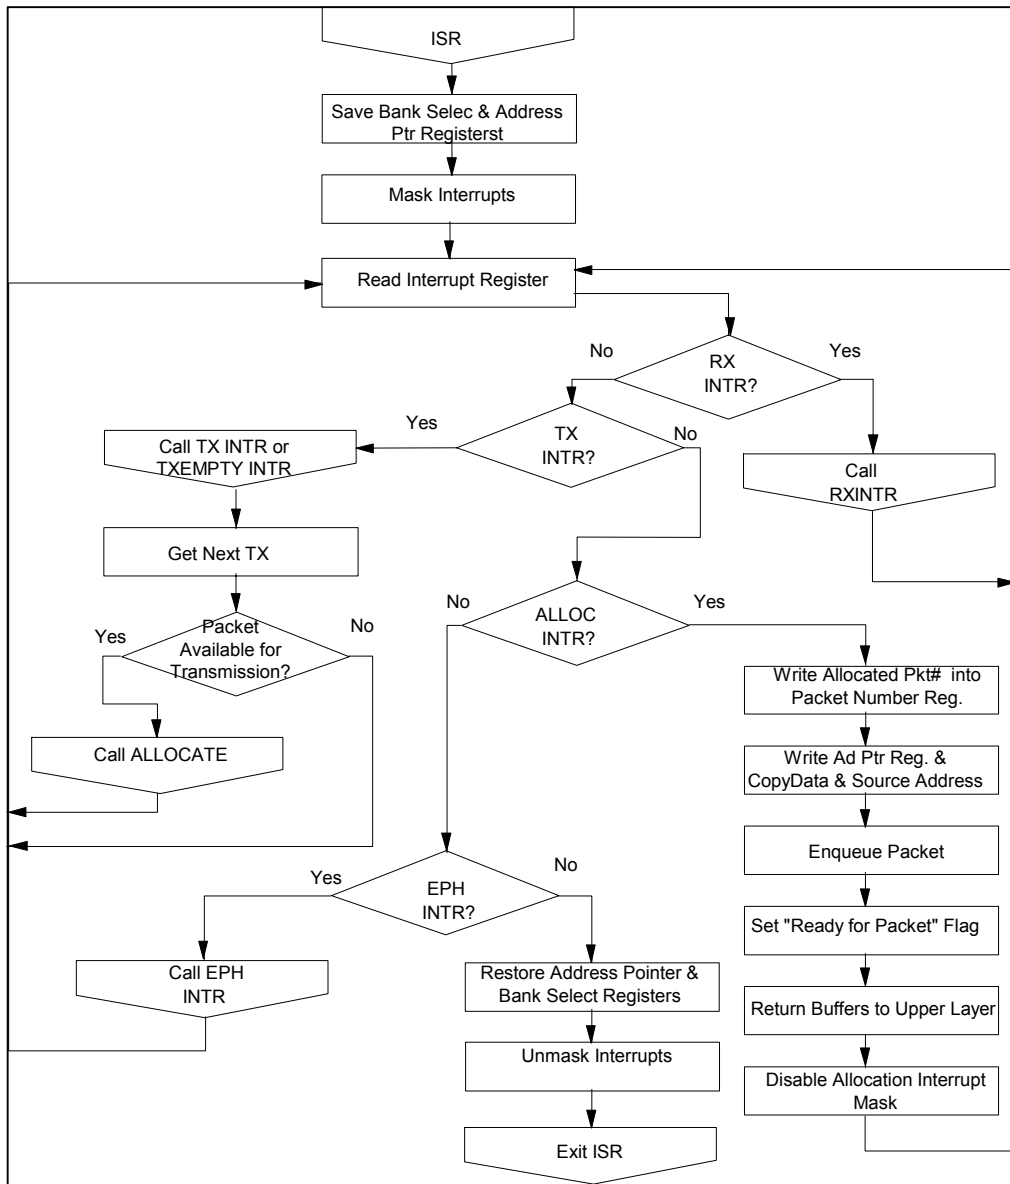 ISR
Save Bank Selec & Address
Ptr Registerst
Mask Interrupts
Read Interrupt Register
No
RX
INTR?
Yes
Yes
TX
INTR?
No
Call TX INTR or
TXEMPTY INTR
Call
RXINTR
Get Next TX
No
ALLOC
INTR?
Yes
Yes
Packet
Available for
Transmission?
No
Write Allocated Pkt# into
Packet Number Reg.
Call ALLOCATE
Write Ad Ptr Reg. &
CopyData & Source Address
Enqueue Packet
Yes
EPH
INTR?
No
Set "Ready for Packet" Flag
Call EPH
INTR
Restore Address Pointer &
Bank Select Registers
Return Buffers to Upper Layer
Unmask Interrupts
Disable Allocation Interrupt
Mask
Exit ISR